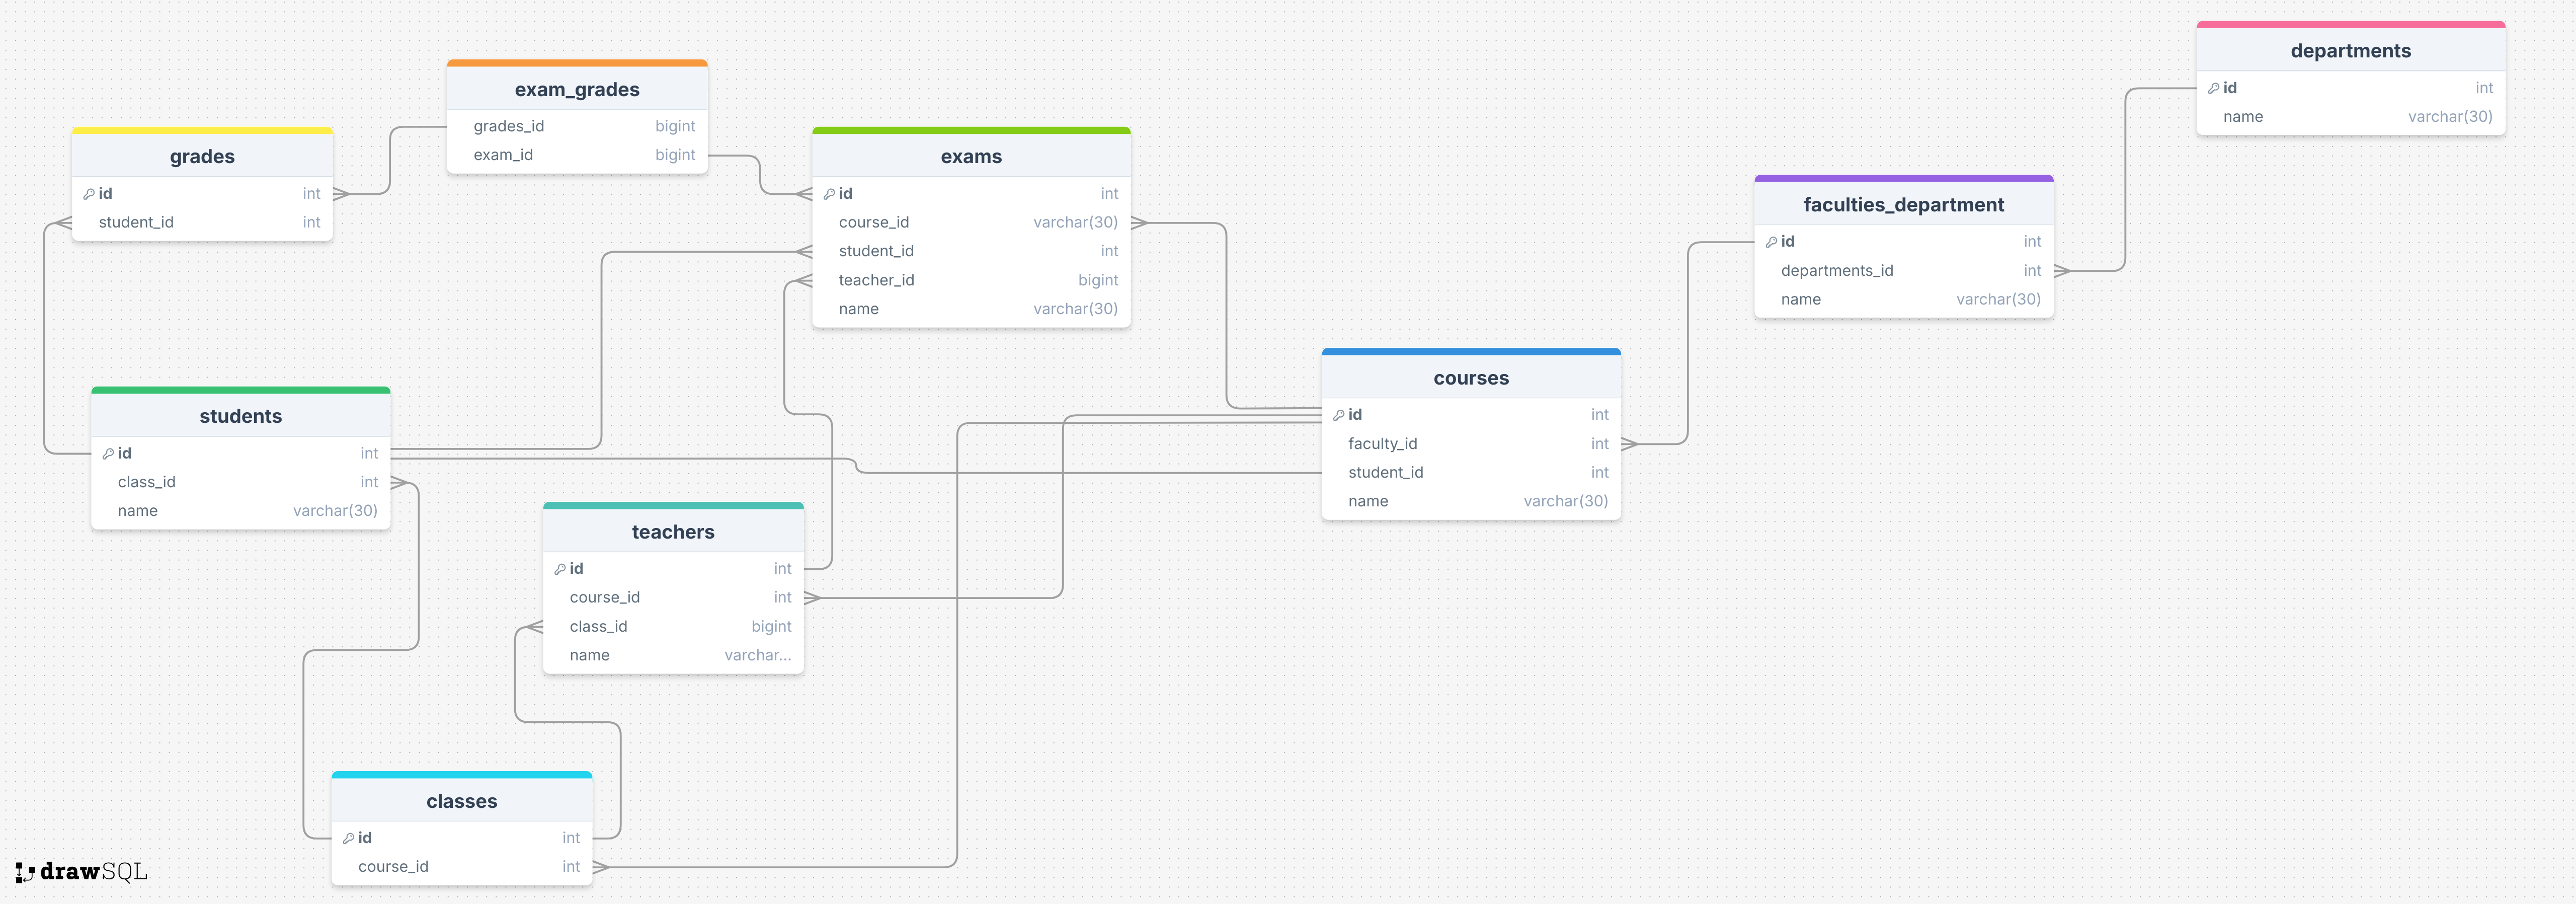 departments
id int
name varchar(30)
exam_grades
grades_id bigint
exam_id bigint
grades
id int
student_id int
exams
id int
course_id varchar(30)
student_id int
teacher_id bigint
name varchar(30)
faculties_department
id int
departments_id int
name varchar(30)
courses
id int
faculty_id int
student_id int
name varchar(30)
students
id int
class_id int
name varchar(30)
teachers
id int
course_id int
class_id bigint
name varchar...
classes
id int
course_id int
drawSQL